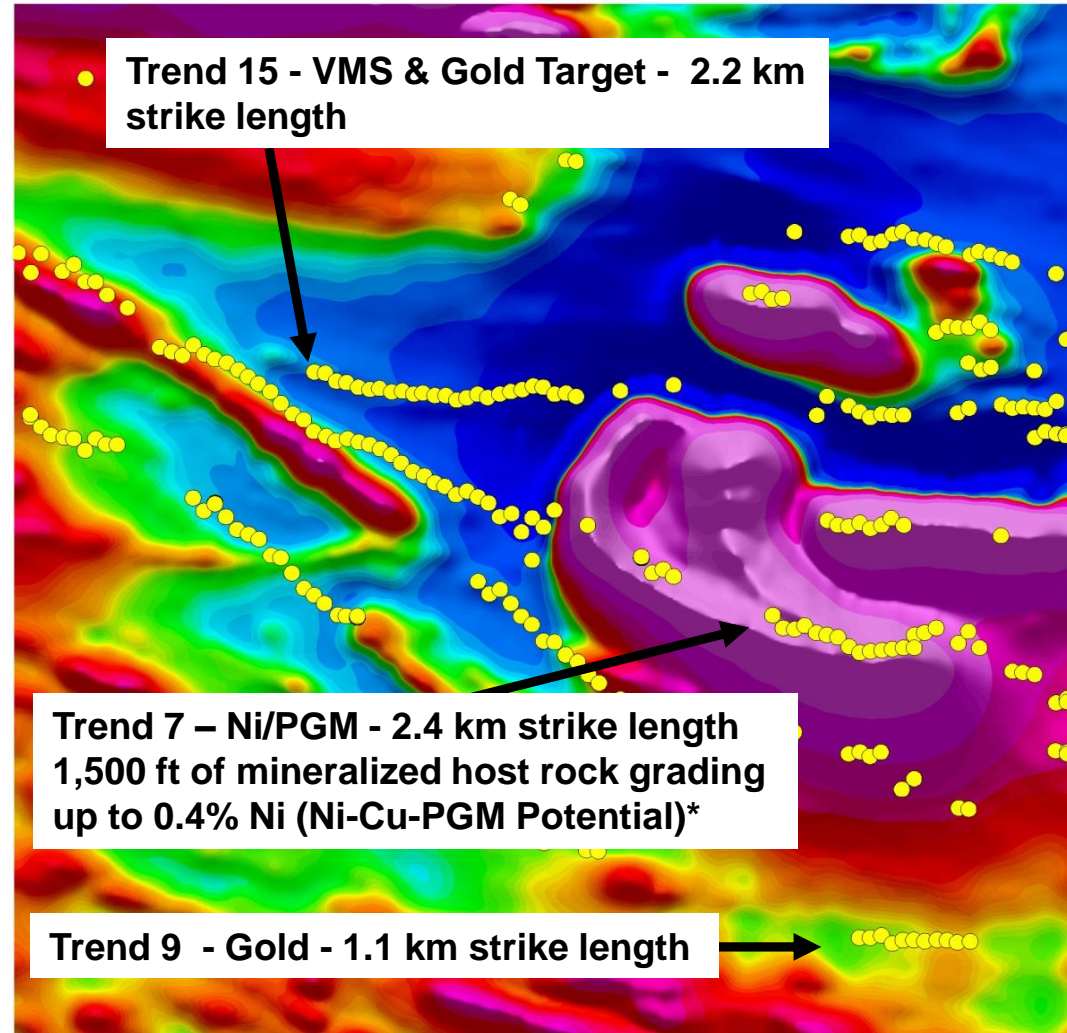 Trend 15 - VMS & Gold Target - 2.2 km
strike length
Trend 7 – Ni/PGM - 2.4 km strike length
1,500 ft of mineralized host rock grading
up to 0.4% Ni (Ni-Cu-PGM Potential)*
Trend 9 - Gold - 1.1 km strike length